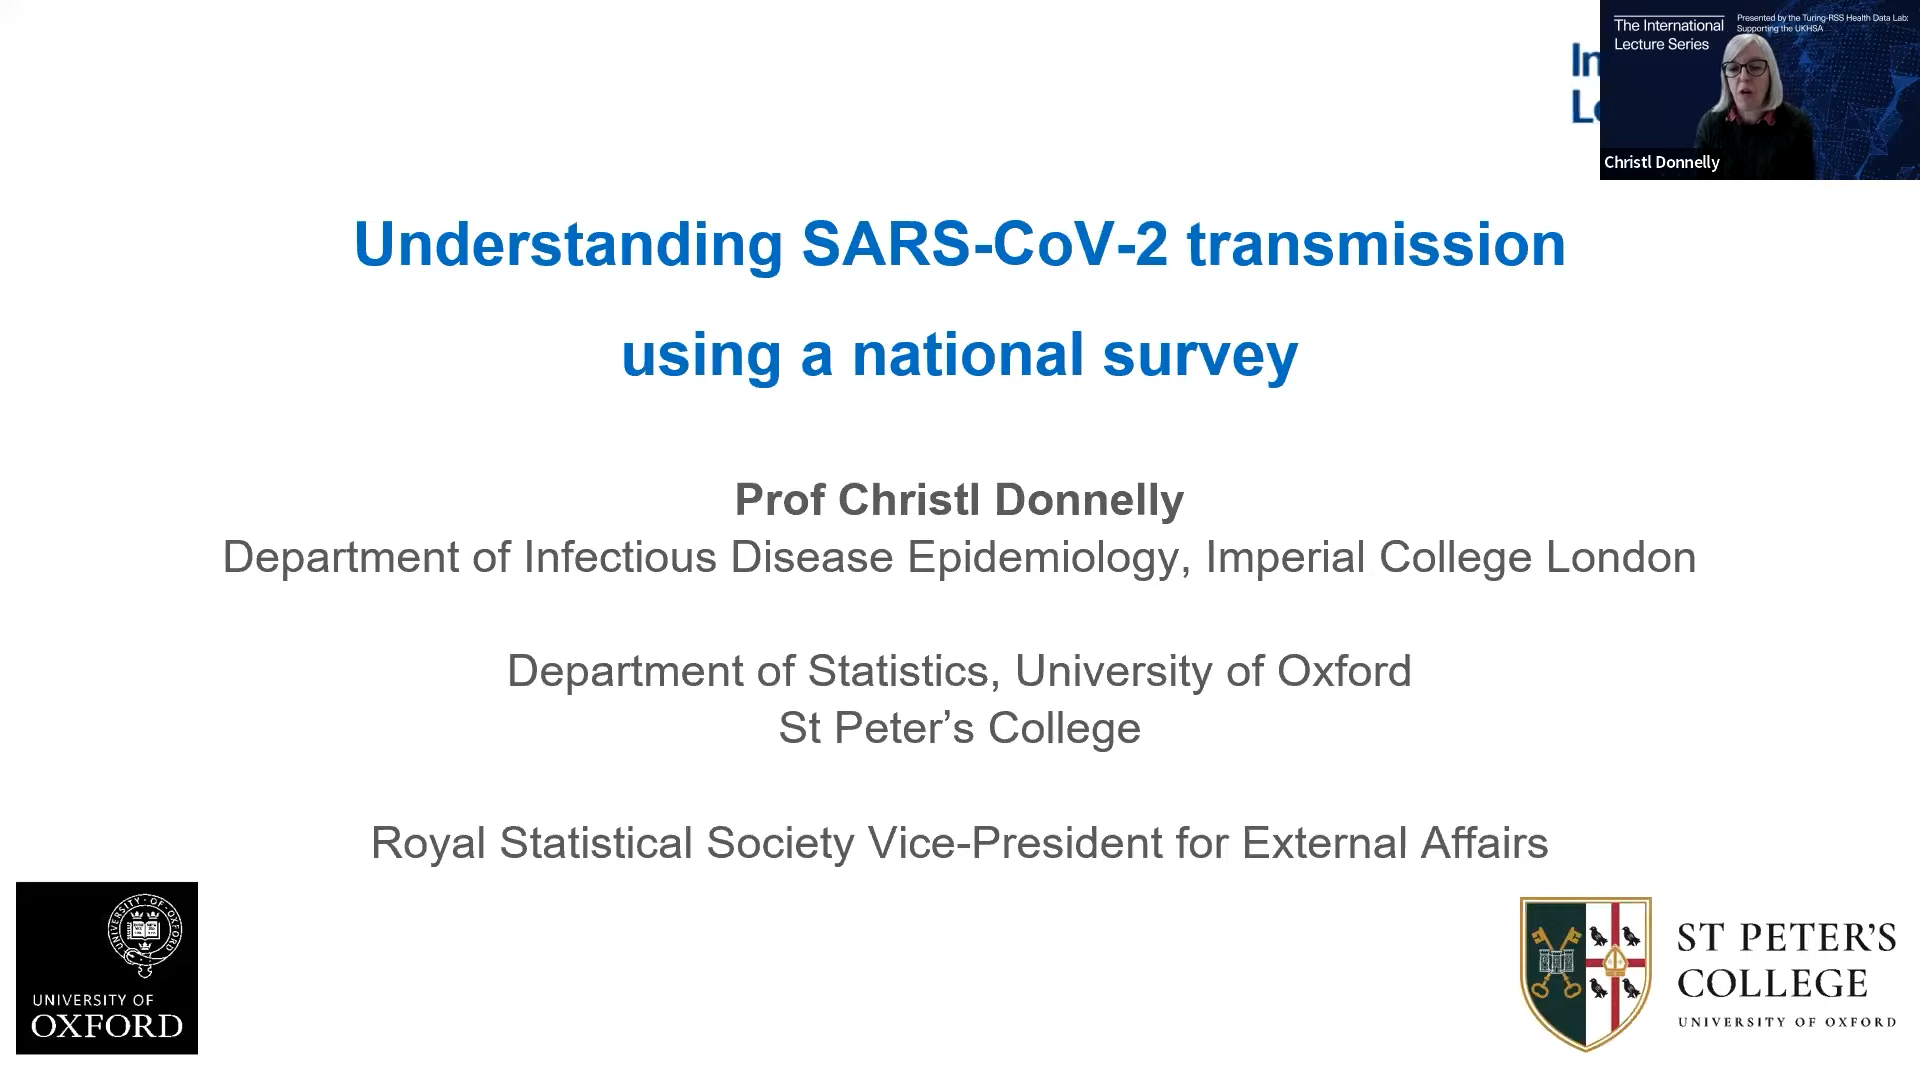 The International
Lecture Series
Presented by the Turing-RSS Health Data Lab:
Supporting the UKHSA
Christl Donnelly
Understanding SARS-CoV-2 transmission
using a national survey
Prof Christl Donnelly
Department of Infectious Disease Epidemiology, Imperial College London
Department of Statistics, University of Oxford
St Peter’s College
Royal Statistical Society Vice-President for External Affairs
UNIVERSITY OF OXFORD
UNIVERSITY OF
OXFORD
ST PETER’S
COLLEGE
UNIVERSITY OF OXFORD